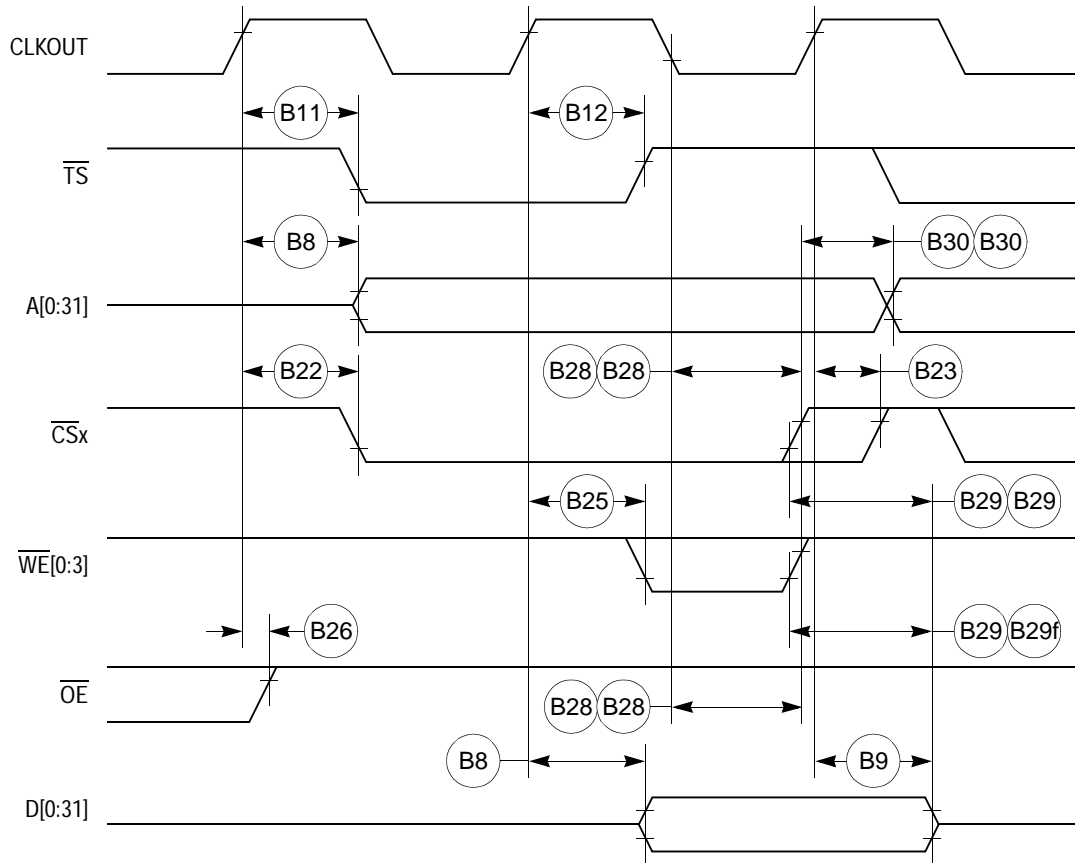 CLKOUT
B11
B12
TS
B8
B30 B30
A[0:31]
B22
B28 B28
B23
CSx
B25
B29 B29
WE[0:3]
B26
B29 B29f
OE
B28 B28
B8
B9
D[0:31]